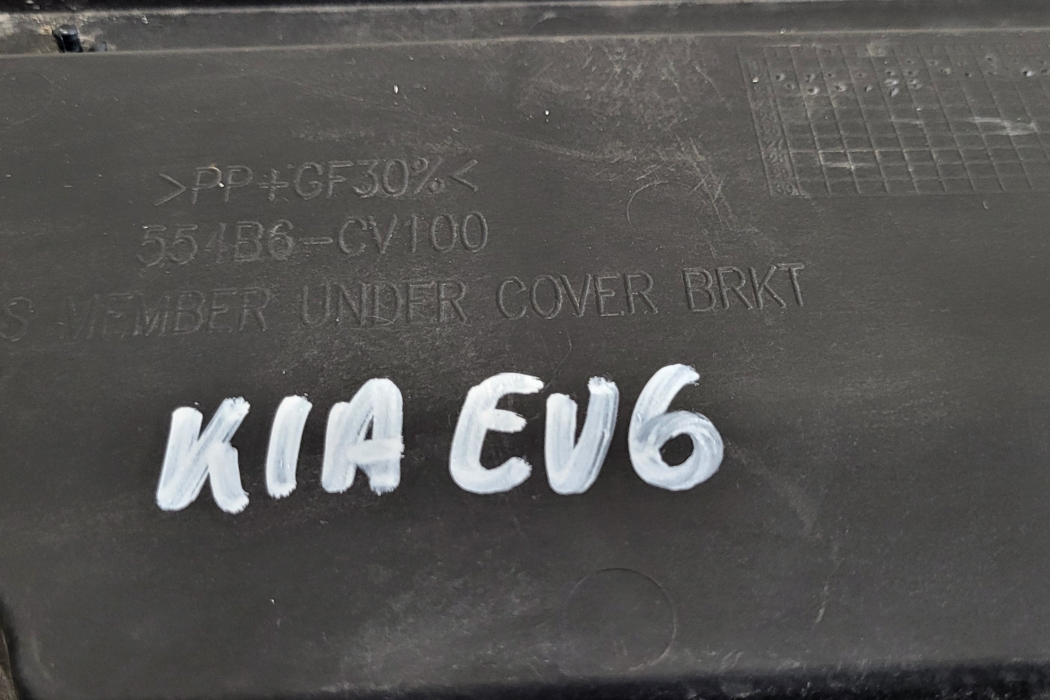 >PP+GF30%<
554B6-CV100
S MEMBER UNDER COVER BRKT
KIA EV6